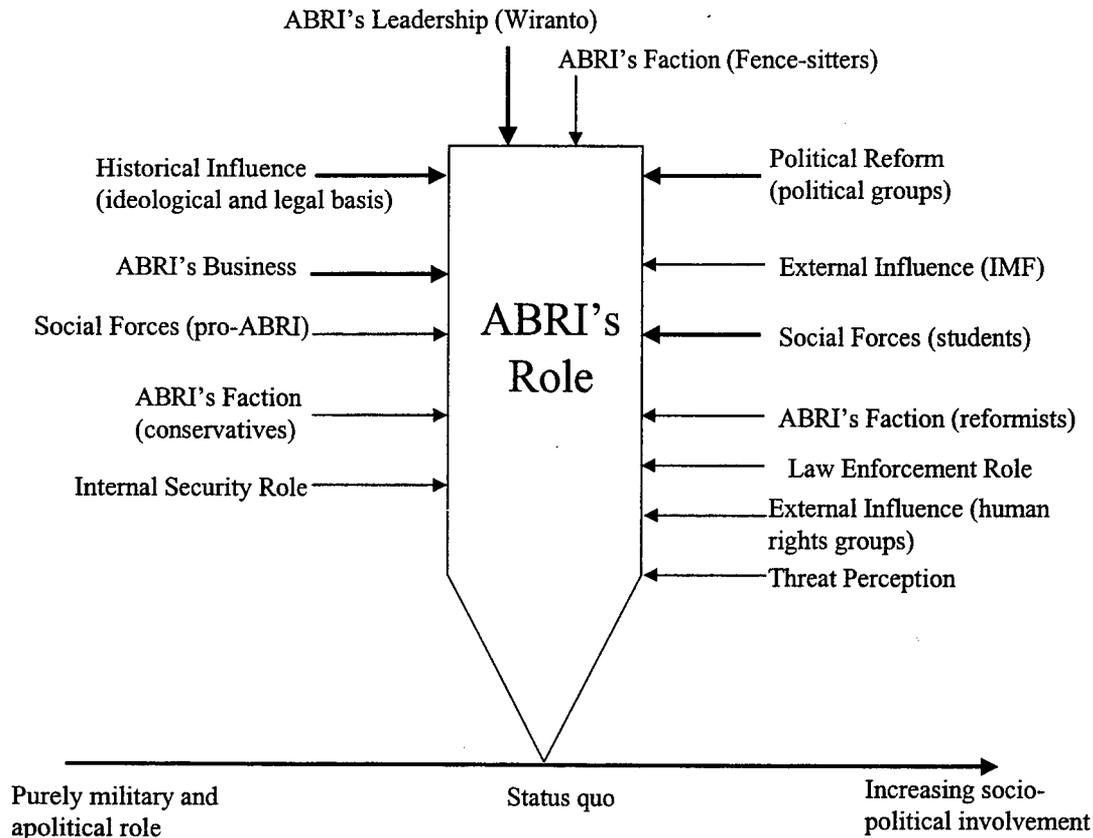 ABRI's Leadership (Wiranto)
ABRI's Faction (Fence-sitters)
Historical Influence
(ideological and legal basis)
ABRI's Business
Social Forces (pro-ABRI)
ABRI's Faction
(conservatives)
Internal Security Role
ABRI's
Role
Political Reform
(political groups)
External Influence (IMF)
Social Forces (students)
ABRI's Faction (reformists)
Law Enforcement Role
External Influence (human
rights groups)
Threat Perception
Purely military and
apolitical role
Status quo
Increasing socio-
political involvement